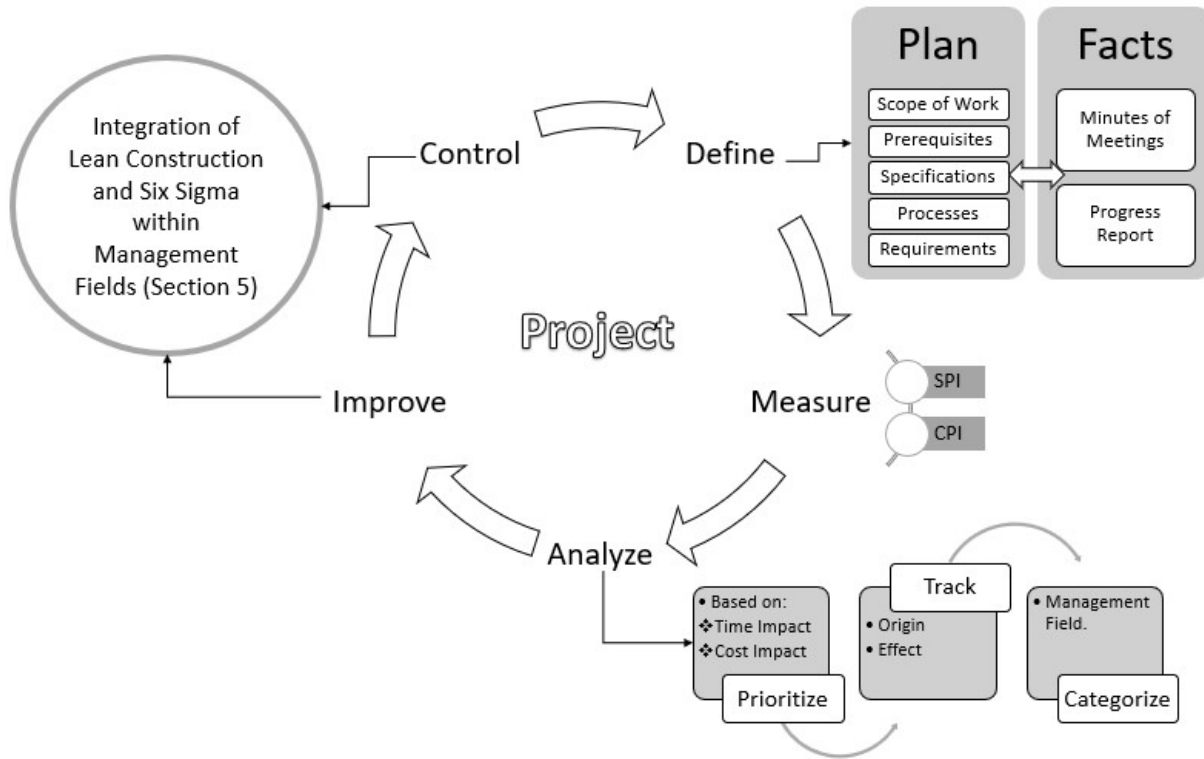 Plan
Scope of Work
Prerequisites
Specifications
Processes
Requirements
Facts
Minutes of
Meetings
Progress
Report
Integration of
Lean Construction
and Six Sigma
within
Management
Fields (Section 5)
Control
Define
Project
Improve
Measure
SPI
CPI
Analyze
• Based on:
❖Time Impact
❖Cost Impact
Prioritize
Track
• Origin
• Effect
• Management
Field.
Categorize